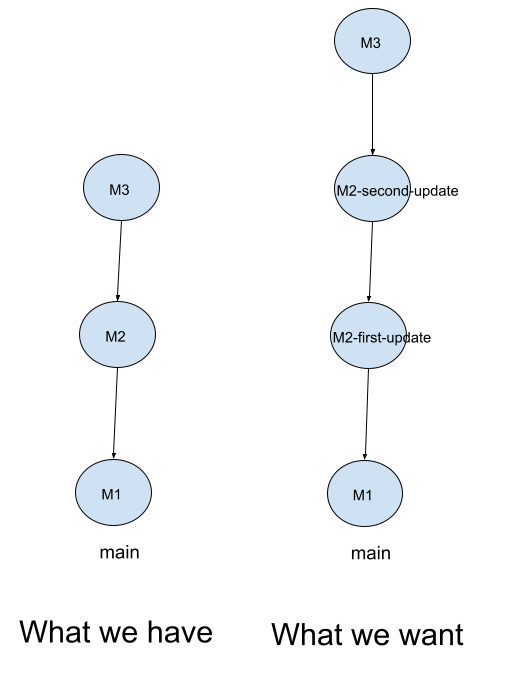 M3
M2
M1
main
What we have
M3
M2-second-update
M2-first-update
M1
main
What we want